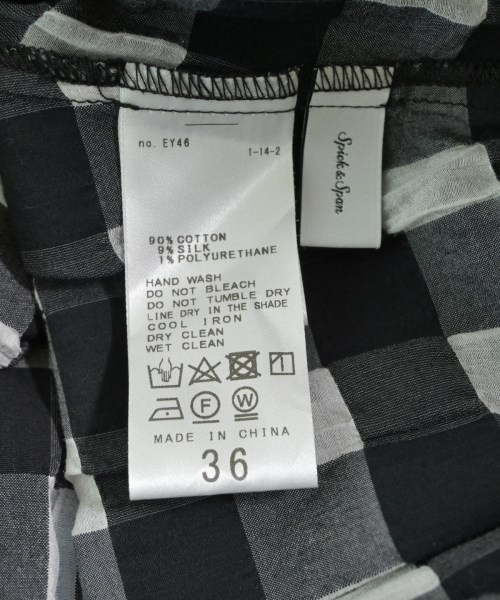 no. EY46
1-14-2
90% COTTON
9% SILK
1% POLYURETHANE
HAND WASH
DO NOT BLEACH
DO NOT TUMBLE DRY
LINE DRY IN THE SHADE
COOL IRON
DRY CLEAN
WET CLEAN
F W
MADE IN CHINA
36
Spick&Span